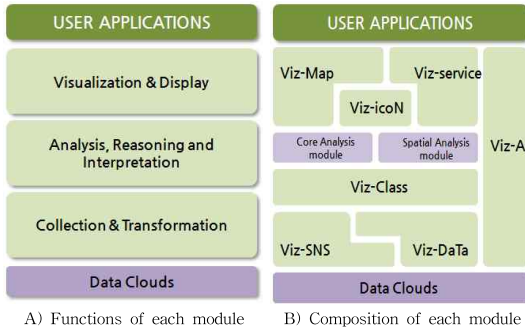 USER APPLICATIONS
Visualization & Display
Analysis, Reasoning and
Interpretation
Collection & Transformation
Data Clouds
A) Functions of each module
USER APPLICATIONS
Viz-Map
Viz-service
Viz-icoN
Core Analysis
module
Spatial Analysis
module
Viz-A
Viz-Class
Viz-SNS
Viz-DaTa
Data Clouds
B) Composition of each module